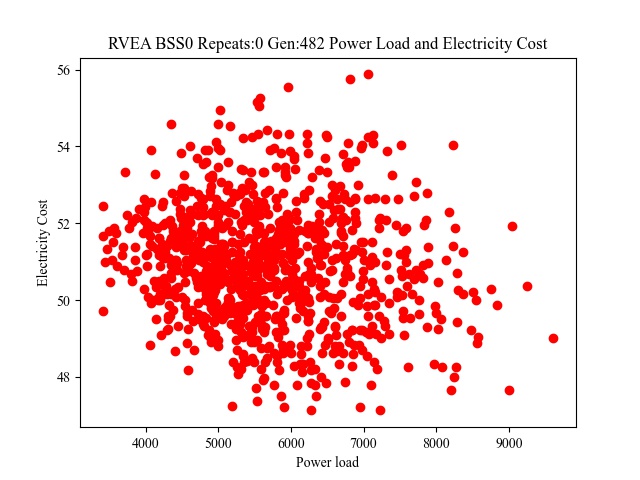 RVEA BSS0 Repeats:0 Gen:482 Power Load and Electricity Cost
56
54
52
50
48
Electricity Cost
4000 5000 6000 7000 8000 9000
Power load